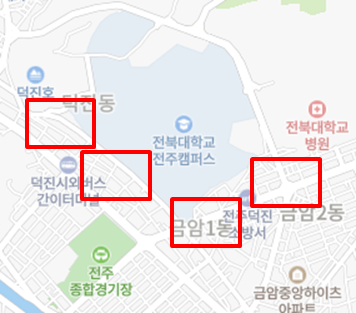 덕진동
덕진호
전북대학교
병원
전북대학교
전주캠퍼스
덕진시외버스
간이터미널
금암2동
전주덕진
소방서
금암1동
전주
종합경기장
금암중앙하이츠
아파트